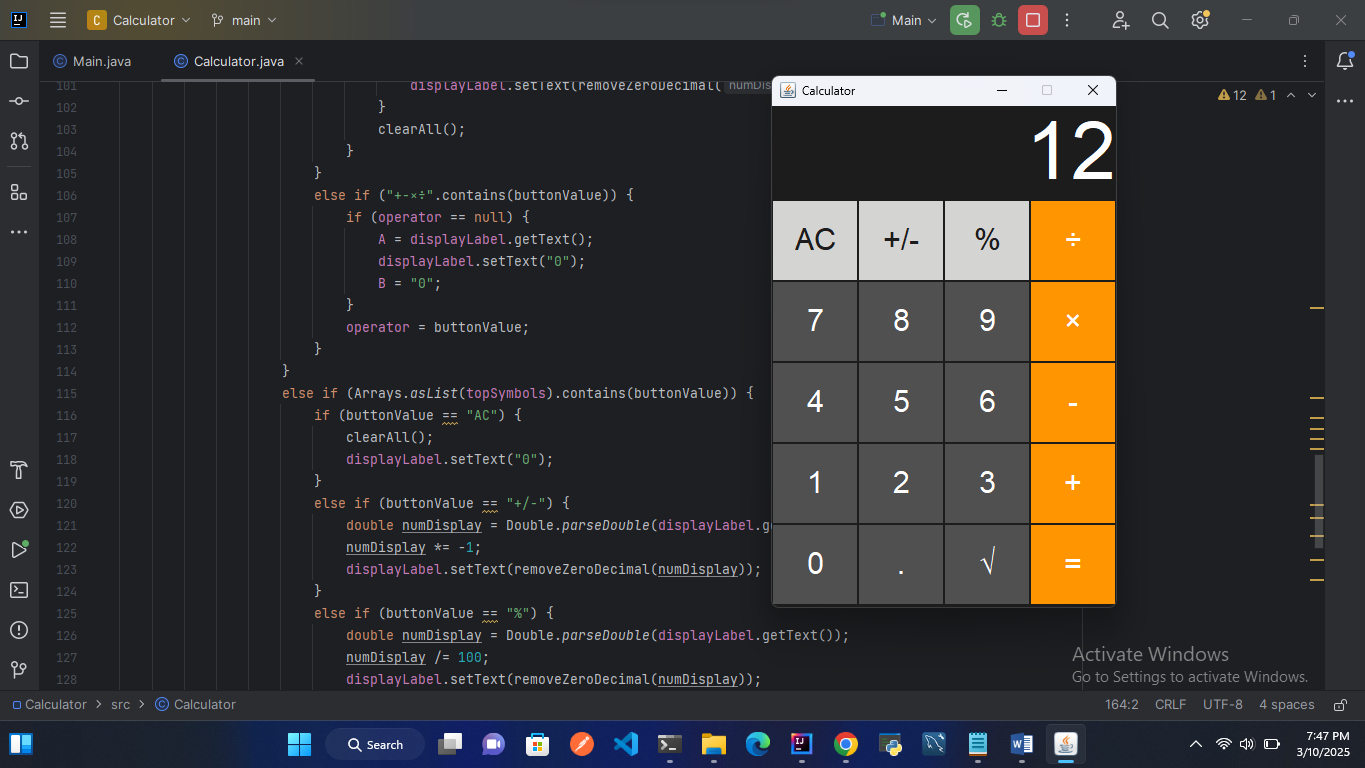 Calculator main Main
Main.java Calculator.java
12 1
101 displayLabel.setText(removeZeroDecimal(
102 }
103 clearAll();
104 }
105 }
106 else if ("+-×÷".contains(buttonValue)) {
107 if (operator == null) {
108 A = displayLabel.getText();
109 displayLabel.setText("0");
110 B = "0";
111 }
112 operator = buttonValue;
113 }
114 }
115 else if (Arrays.asList(topSymbols).contains(buttonValue)) {
116 if (buttonValue == "AC") {
117 clearAll();
118 displayLabel.setText("0");
119 }
120 else if (buttonValue == "+/-") {
121 double numDisplay = Double.parseDouble(displayLabel.
122 numDisplay *= -1;
123 displayLabel.setText(removeZeroDecimal(numDisplay));
124 }
125 else if (buttonValue == "%") {
126 double numDisplay = Double.parseDouble(displayLabel.getText());
127 numDisplay /= 100;
128 displayLabel.setText(removeZeroDecimal(numDisplay));
Calculator
12
AC +/- % ÷
7 8 9 ×
4 5 6 -
1 2 3 +
0 . √ =
Activate Windows
Go to Settings to activate Windows.
Calculator > src > Calculator
164:2 CRLF UTF-8 4 spaces
Search
7:47 PM
3/10/2025